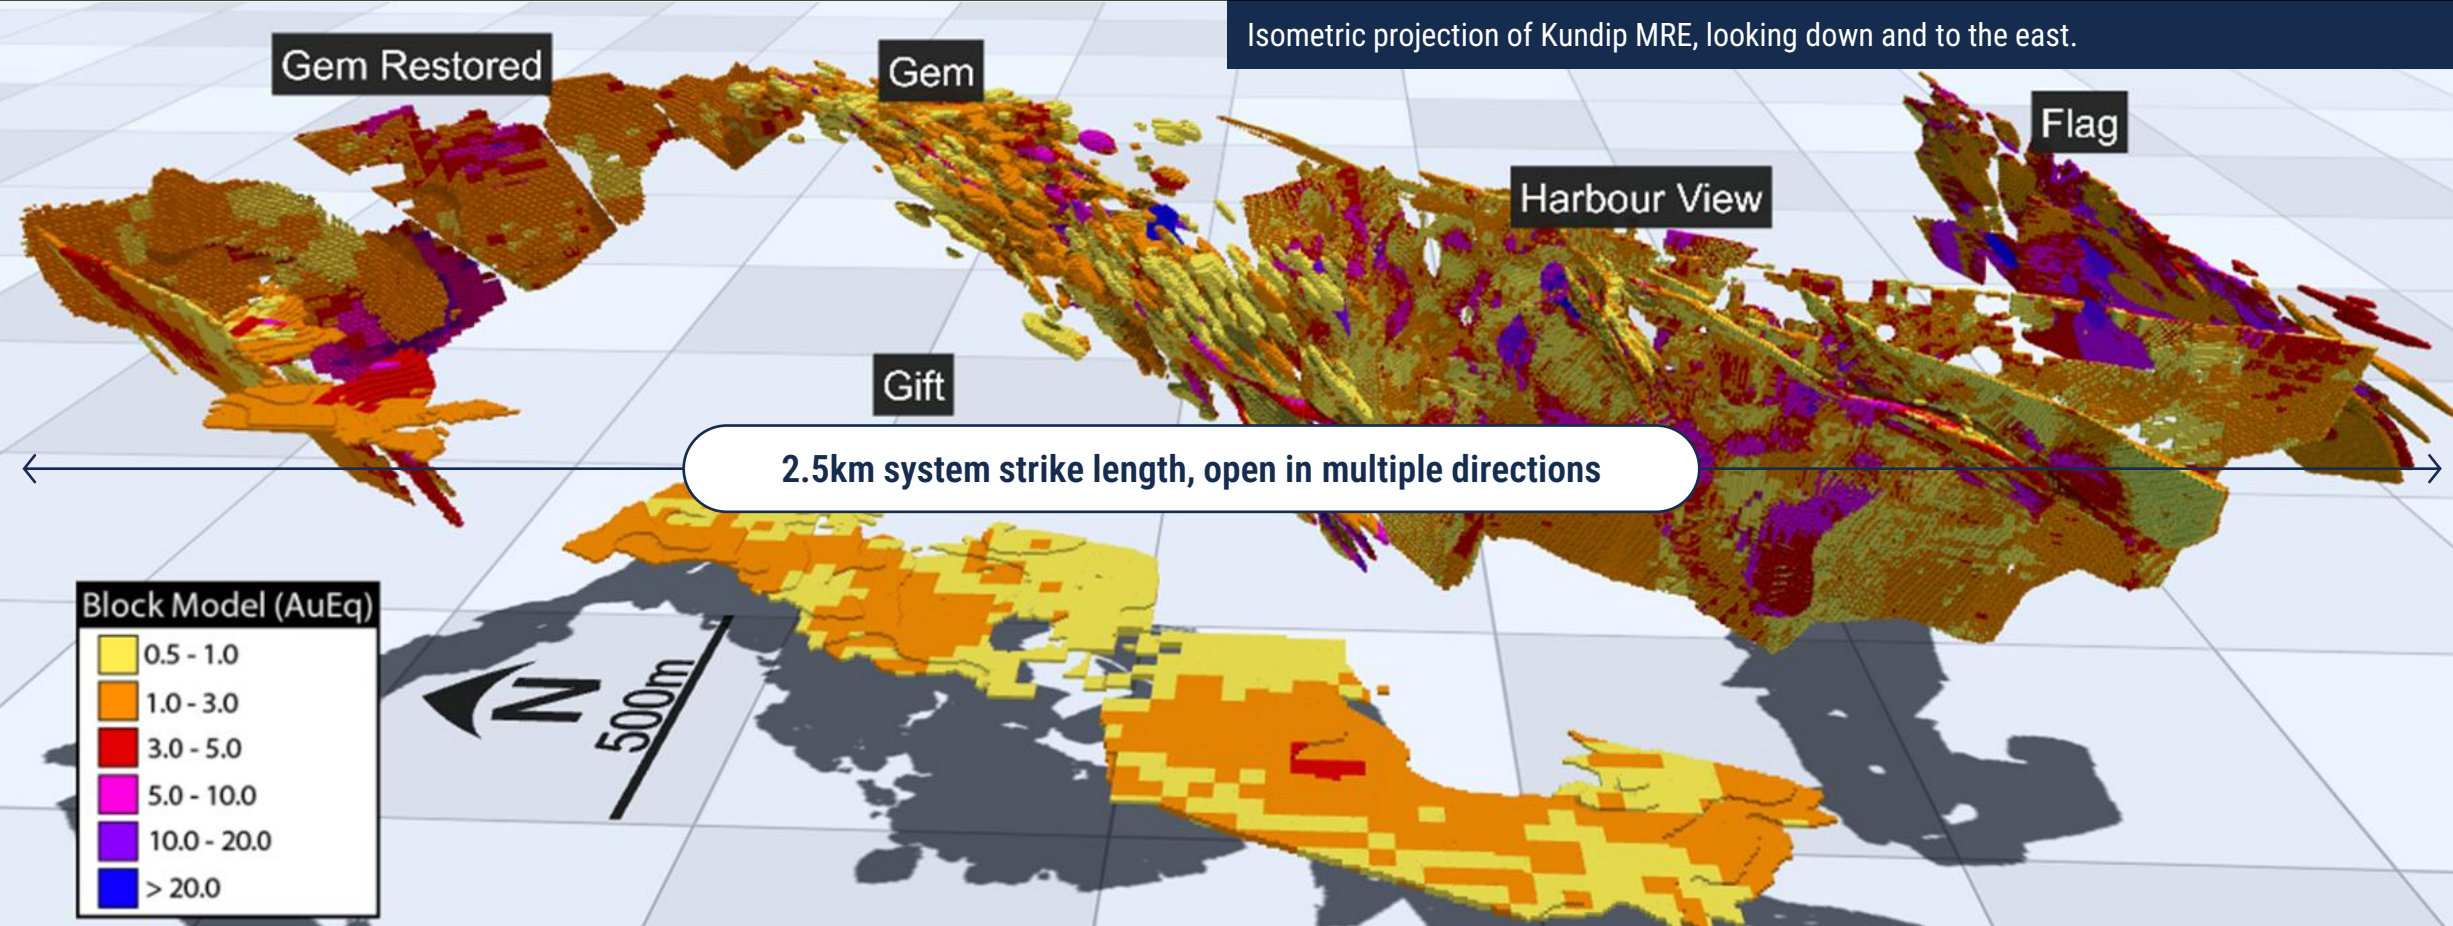 Isometric projection of Kundip MRE, looking down and to the east.
Gem Restored
Gem
Flag
Harbour View
Gift
2.5km system strike length, open in multiple directions
Block Model (AuEq)
0.5 - 1.0
1.0 - 3.0
3.0 - 5.0
5.0 - 10.0
10.0 - 20.0
> 20.0
N
500m